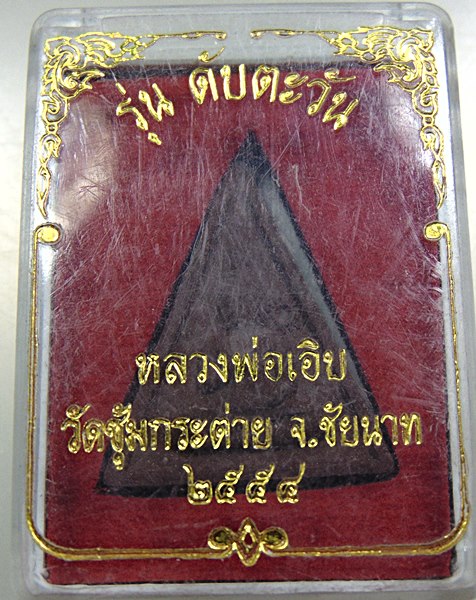 รุ่น ดับตะวัน
หลวงพ่อเอิบ
วัดซุ้มกระต่าย จ.ชัยนาท
๒๕๕๔